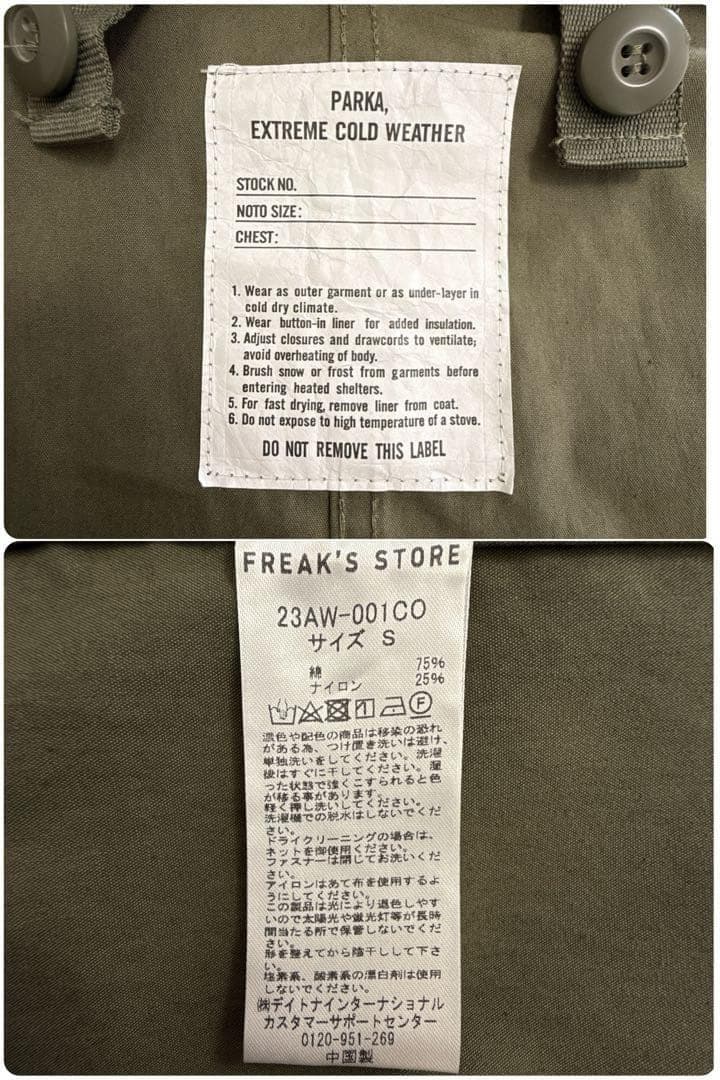 PARKA,
EXTREME COLD WEATHER
STOCK NO.
NOTO SIZE:
CHEST:
1. Wear as outer garment or as under-layer in
cold dry climate.
2. Wear button-in liner for added insulation.
3. Adjust closures and drawcords to ventilate;
avoid overheating of body.
4. Brush snow or frost from garments before
entering heated shelters.
5. For fast drying, remove liner from coat.
6. Do not expose to high temperature of a stove.
DO NOT REMOVE THIS LABEL
FREAK'S STORE
23AW-001CO
サイズ S
綿 75%
ナイロン 25%
F
濃色や配色の商品は移染の恐れ
がある為、つけ置き洗いは避け、
単独洗いをしてください。洗濯
後はすぐに干してください。湿
った状態で強くこすられると色
が移る事があります。
軽く押し洗いしてください。
洗濯機での脱水はしないでくだ
さい。
ドライクリーニングの場合は、
ネットを御使用ください。
ファスナーは閉じてお洗いくだ
さい。
アイロンはあて布を使用するよ
うにしてください。
この製品は光により退色しやす
いので太陽光や蛍光灯等が長時
間当たる所で保管しないでくだ
さい。
形を整えてから陰干しして下さ
い。
塩素系、酸素系の漂白剤は使用
しないでください。
㈱デイトナインターナショナル
カスタマーサポートセンター
0120-951-269
中国製